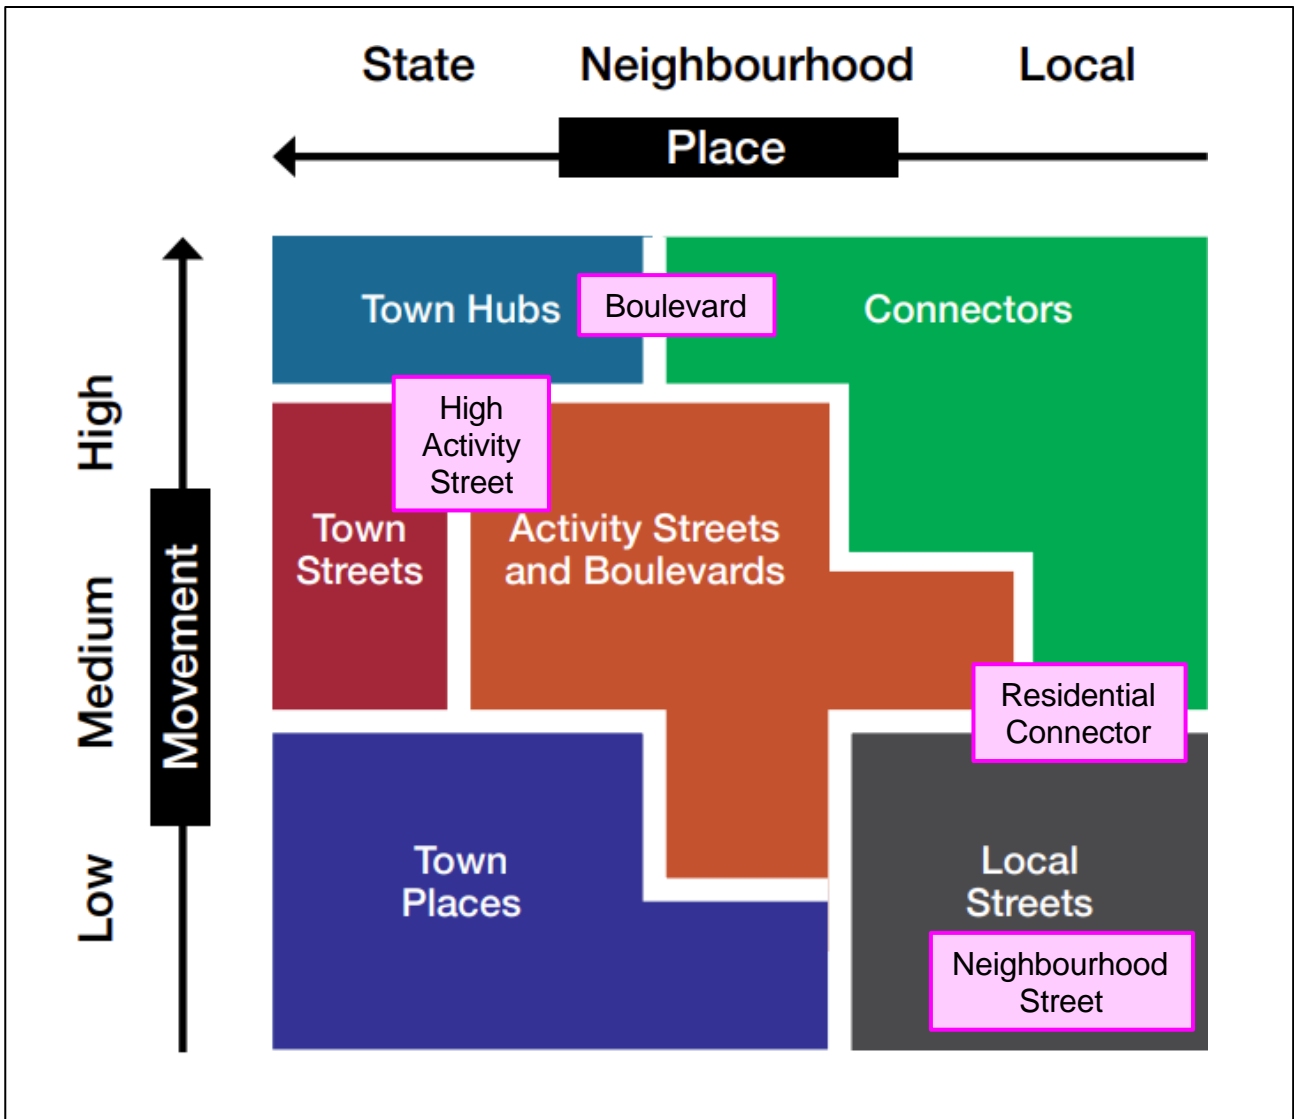 State Neighbourhood Local
Place
Town Hubs
Boulevard
Connectors
High
Activity
Street
Town
Streets
Activity Streets
and Boulevards
Residential
Connector
Town
Places
Local
Streets
Neighbourhood
Street
High
Medium
Low
Movement